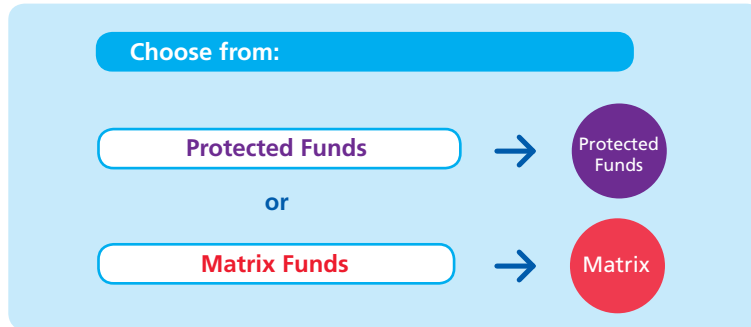 Choose from:
Protected Funds
Protected
Funds
or
Matrix Funds
Matrix